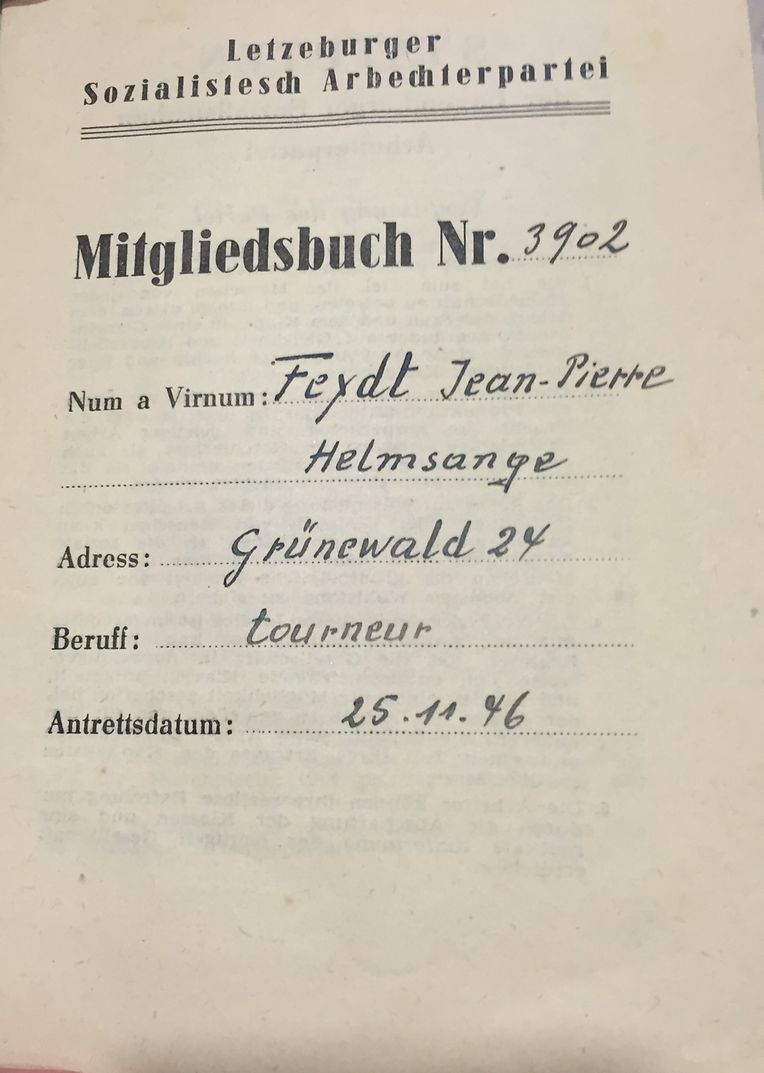 Letzeburger
Sozialistesch Arbechterpartei
Mitgliedsbuch Nr. 3902
Num a Virnum: Feydt Jean-Pierre
Helmsange
Adress: Grünewald 24
Beruff: tourneur
Antrettsdatum: 25.11.46